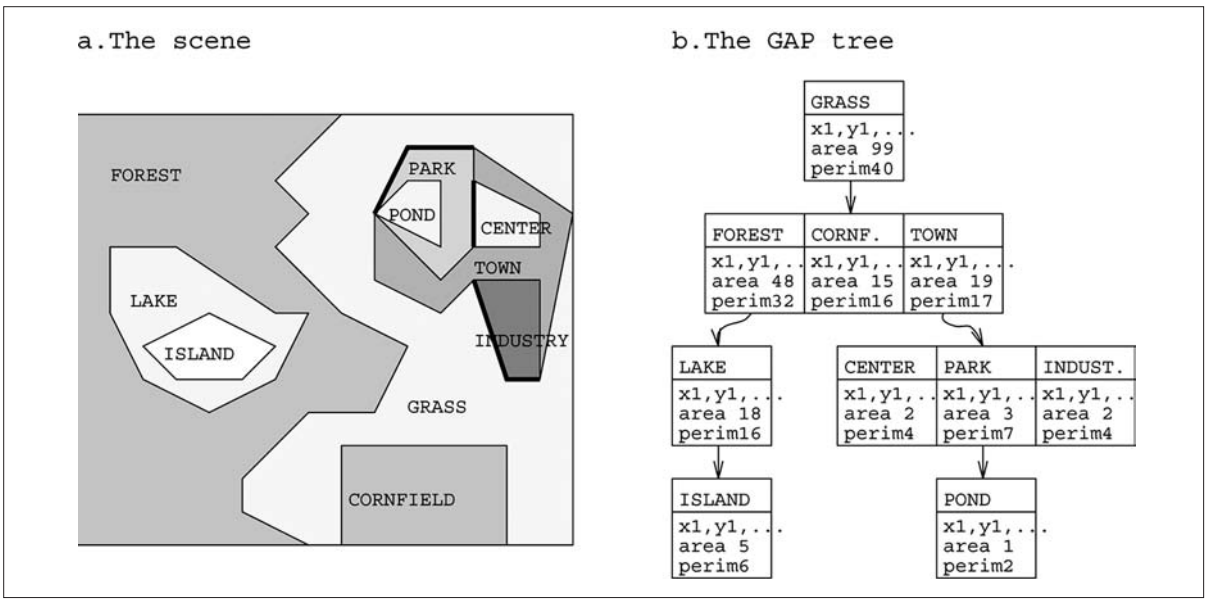 a.The scene
FOREST
PARK
POND
CENTER
TOWN
LAKE
ISLAND
INDUSTRY
GRASS
CORNFIELD
b.The GAP tree
GRASS
x1,y1,...
area 99
perim40
FOREST CORNF. TOWN
x1,y1,.. x1,y1,.. x1,y1,...
area 48 area 15 area 19
perim32 perim16 perim17
LAKE CENTER PARK INDUST.
x1,y1,... x1,y1,.. x1,y1,.. x1,y1,..
area 18 area 2 area 3 area 2
perim16 perim4 perim7 perim4
ISLAND POND
x1,y1,... x1,y1,...
area 5 area 1
perim6 perim2